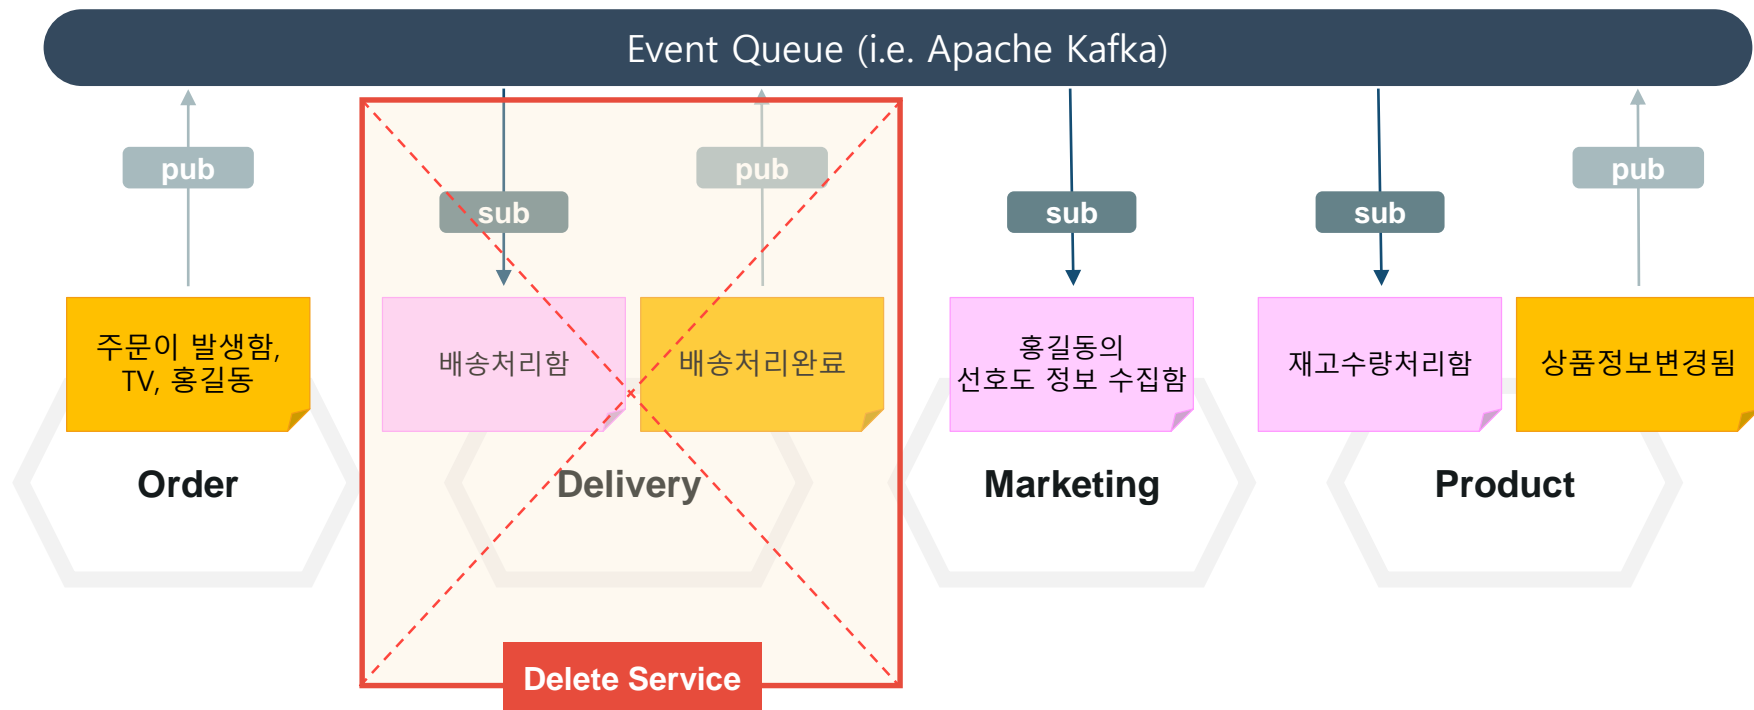 Event Queue (i.e. Apache Kafka)
pub
sub
pub
sub
sub
pub
주문이 발생함,
TV, 홍길동
배송처리함
배송처리완료
홍길동의
선호도 정보 수집함
재고수량처리함
상품정보변경됨
Order
Delivery
Marketing
Product
Delete Service